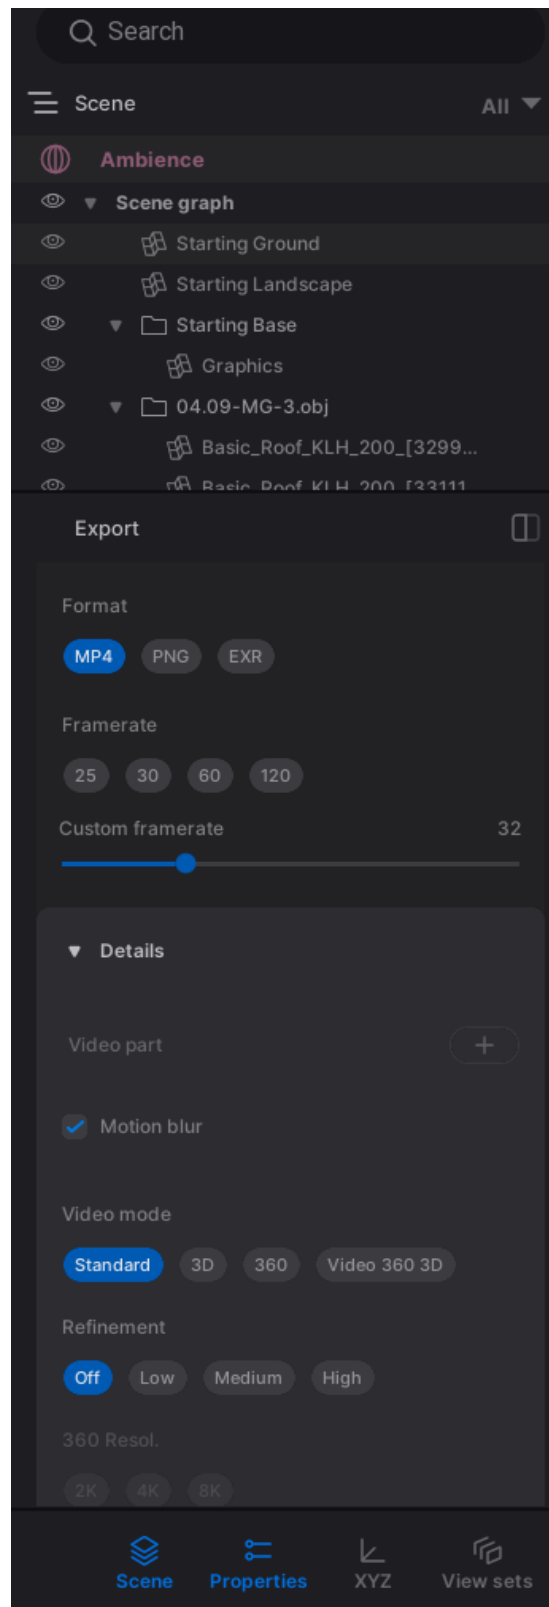 Search
Scene All
Ambience
Scene graph
Starting Ground
Starting Landscape
Starting Base
Graphics
04.09-MG-3.obj
Basic_Roof_KLH_200_[3299...
Basic_Roof_KLH_200_[33111
Export
Format
MP4 PNG EXR
Framerate
25 30 60 120
Custom framerate 32
Details
Video part
Motion blur
Video mode
Standard 3D 360 Video 360 3D
Refinement
Off Low Medium High
360 Resol.
2K 4K 8K
Scene Properties XYZ View sets